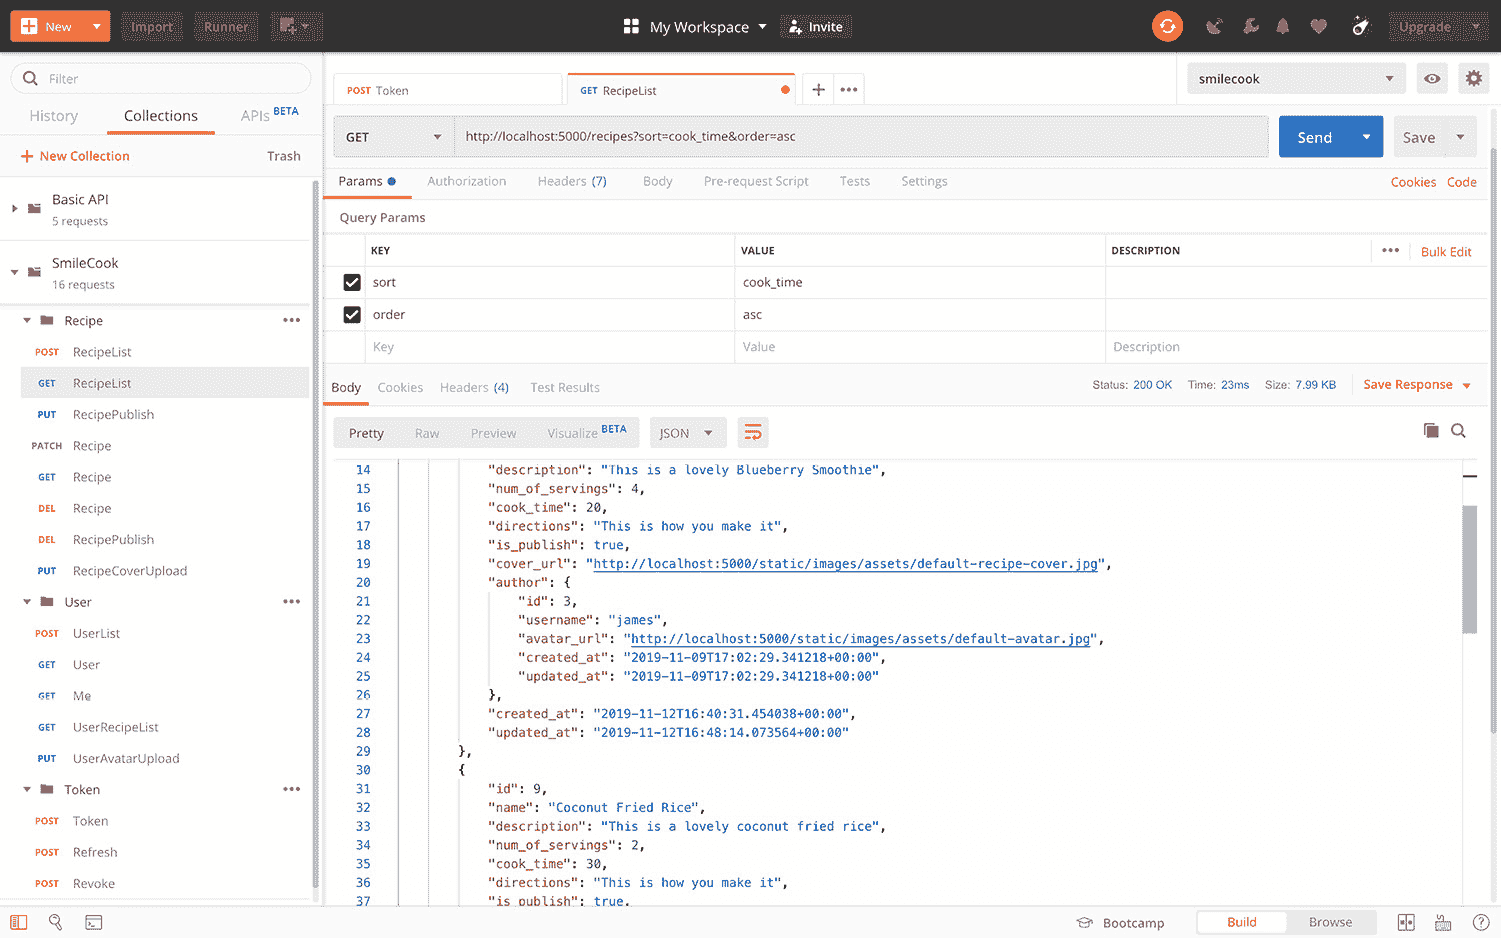 New Import Runner My Workspace Invite Upgrade
Filter
History Collections APIs BETA
New Collection Trash
Basic API
5 requests
SmileCook
16 requests
Recipe
POST RecipeList
GET RecipeList
PUT RecipePublish
PATCH Recipe
GET Recipe
DEL Recipe
DEL RecipePublish
PUT RecipeCoverUpload
User
POST UserList
GET User
GET Me
GET UserRecipeList
PUT UserAvatarUpload
Token
POST Token
POST Refresh
POST Revoke
POST Token GET RecipeList smilecook
GET http://localhost:5000/recipes?sort=cook_time&order=asc Send Save
Params Authorization Headers (7) Body Pre-request Script Tests Settings Cookies Code
Query Params
KEY VALUE DESCRIPTION Bulk Edit
sort cook_time
order asc
Key Value Description
Body Cookies Headers (4) Test Results Status: 200 OK Time: 23ms Size: 7.99 KB Save Response
Pretty Raw Preview Visualize BETA JSON
14 "description": "This is a lovely Blueberry Smoothie",
15 "num_of_servings": 4,
16 "cook_time": 20,
17 "directions": "This is how you make it",
18 "is_publish": true,
19 "cover_url": "http://localhost:5000/static/images/assets/default-recipe-cover.jpg",
20 "author": {
21 "id": 3,
22 "username": "james",
23 "avatar_url": "http://localhost:5000/static/images/assets/default-avatar.jpg",
24 "created_at": "2019-11-09T17:02:29.341218+00:00",
25 "updated_at": "2019-11-09T17:02:29.341218+00:00"
26 },
27 "created_at": "2019-11-12T16:40:31.454038+00:00",
28 "updated_at": "2019-11-12T16:48:14.073564+00:00"
29 },
30 {
31 "id": 9,
32 "name": "Coconut Fried Rice",
33 "description": "This is a lovely coconut fried rice",
34 "num_of_servings": 2,
35 "cook_time": 30,
36 "directions": "This is how you make it",
37 "is_publish": true,
Bootcamp Build Browse